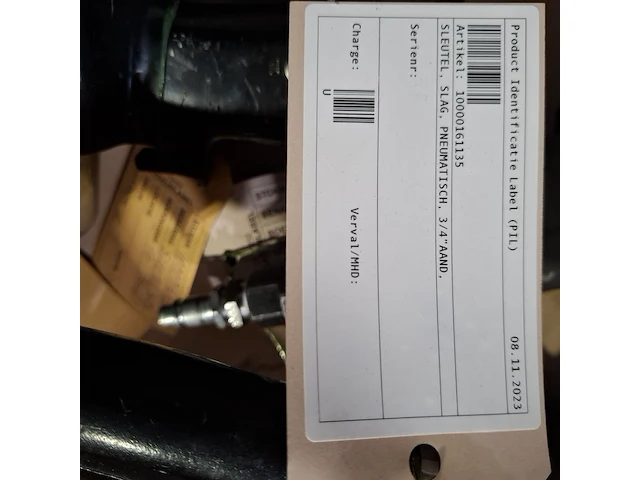 Product Identificatie Label (PIL) 08.11.2023
Artikel: 10000161135
SLEUTEL, SLAG, PNEUMATISCH, 3/4"AAND,
Serienr:
Charge: Verval/MHD:
U